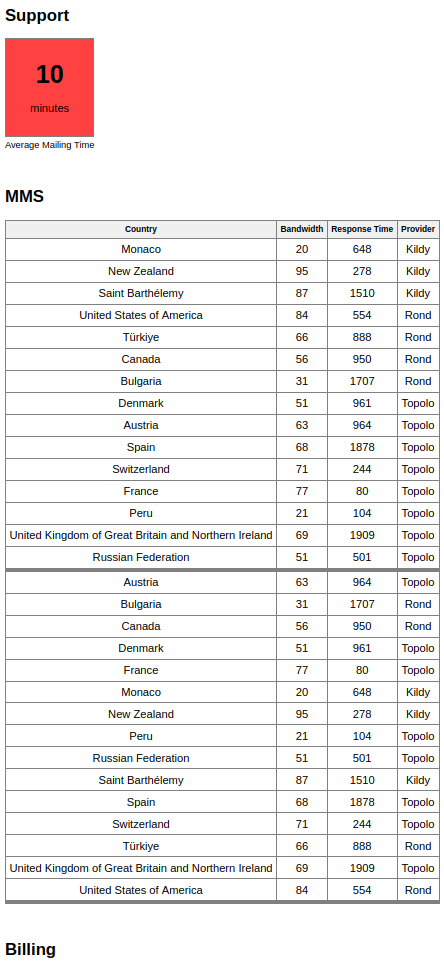 Support
10
minutes
Average Mailing Time
MMS
Country Bandwidth Response Time Provider
Monaco 20 648 Kildy
New Zealand 95 278 Kildy
Saint Barthélemy 87 1510 Kildy
United States of America 84 554 Rond
Türkiye 66 888 Rond
Canada 56 950 Rond
Bulgaria 31 1707 Rond
Denmark 51 961 Topolo
Austria 63 964 Topolo
Spain 68 1878 Topolo
Switzerland 71 244 Topolo
France 77 80 Topolo
Peru 21 104 Topolo
United Kingdom of Great Britain and Northern Ireland 69 1909 Topolo
Russian Federation 51 501 Topolo
Austria 63 964 Topolo
Bulgaria 31 1707 Rond
Canada 56 950 Rond
Denmark 51 961 Topolo
France 77 80 Topolo
Monaco 20 648 Kildy
New Zealand 95 278 Kildy
Peru 21 104 Topolo
Russian Federation 51 501 Topolo
Saint Barthélemy 87 1510 Kildy
Spain 68 1878 Topolo
Switzerland 71 244 Topolo
Türkiye 66 888 Rond
United Kingdom of Great Britain and Northern Ireland 69 1909 Topolo
United States of America 84 554 Rond
Billing